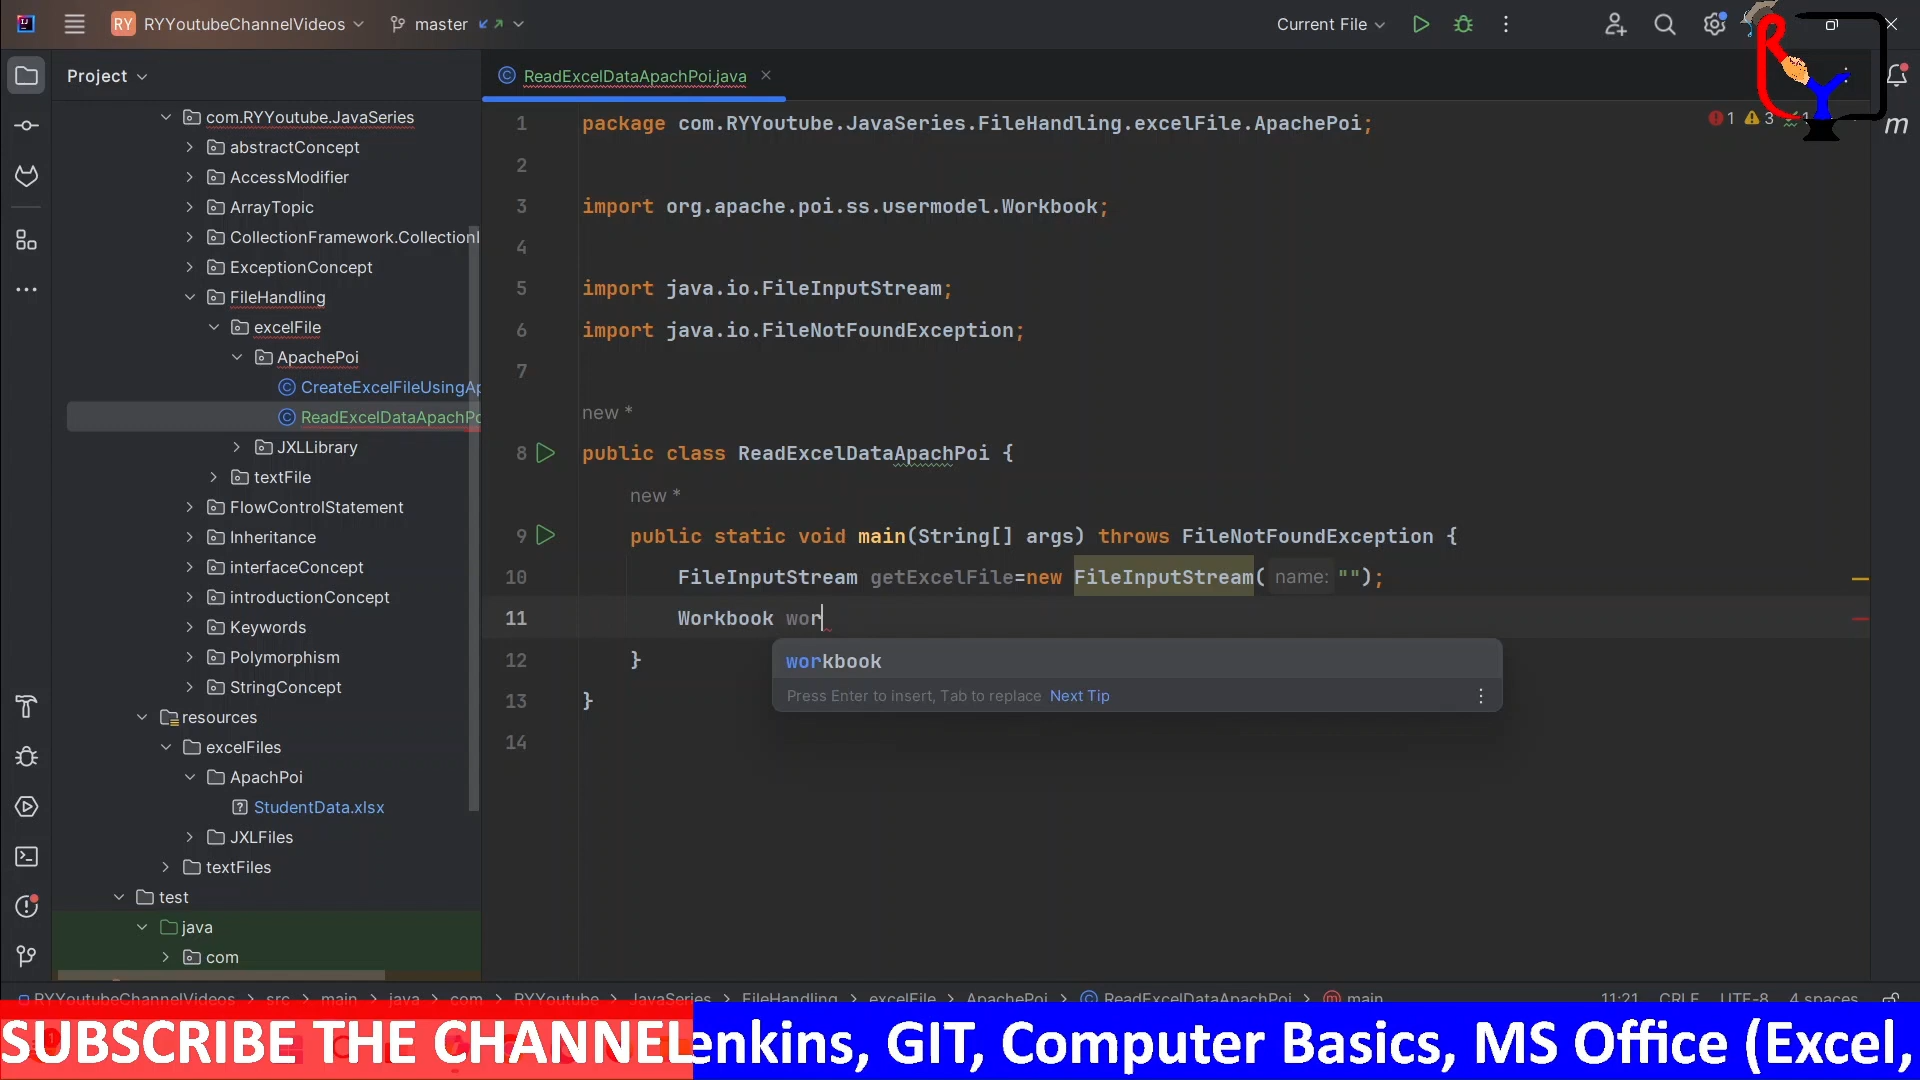 RY RYYoutubeChannelVideos master Current File
Project
ReadExcelDataApachPoi.java
com.RYYoutube.JavaSeries
abstractConcept
AccessModifier
ArrayTopic
CollectionFramework.Collection
ExceptionConcept
FileHandling
excelFile
ApachePoi
CreateExcelFileUsingAp
ReadExcelDataApachPo
JXLLibrary
textFile
FlowControlStatement
Inheritance
interfaceConcept
introductionConcept
Keywords
Polymorphism
StringConcept
resources
excelFiles
ApachPoi
StudentData.xlsx
JXLFiles
textFiles
test
java
com
1 package com.RYYoutube.JavaSeries.FileHandling.excelFile.ApachePoi;
2
3 import org.apache.poi.ss.usermodel.Workbook;
4
5 import java.io.FileInputStream;
6 import java.io.FileNotFoundException;
7
new *
8 public class ReadExcelDataApachPoi {
new *
9 public static void main(String[] args) throws FileNotFoundException {
10 FileInputStream getExcelFile=new FileInputStream( name: "");
11 Workbook wor
12 }
13 }
14
workbook
Press Enter to insert, Tab to replace Next Tip
1 3 1
RY
m
RYYoutubeChannelVideos > src > main > java > com > RYYoutube > JavaSeries > FileHandling > excelFile > ApachePoi > ReadExcelDataApachPoi > main 11:21 CRLF UTF-8 4 spaces
SUBSCRIBE THE CHANNEL enkins, GIT, Computer Basics, MS Office (Excel,